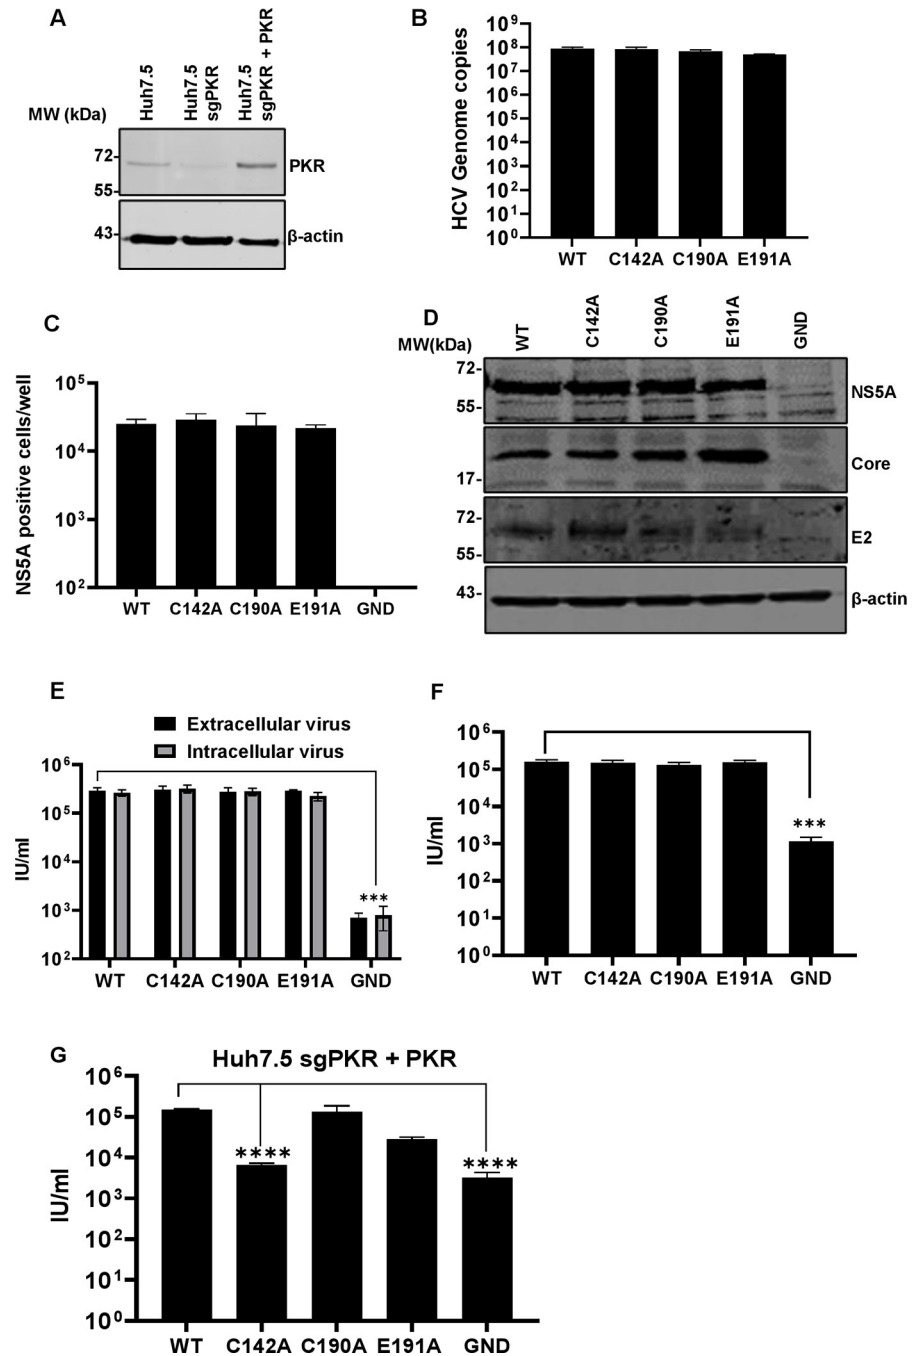 A
MW (kDa)
Huh7.5
Huh7.5
sgPKR
Huh7.5
sgPKR + PKR
72-
55-
PKR
43-
β-actin
B
HCV Genome copies
10⁹
10⁸
10⁷
10⁶
10⁵
10⁴
10³
10²
10¹
10⁰
WT C142A C190A E191A
C
NS5A positive cells/well
10⁵
10⁴
10³
10²
WT C142A C190A E191A GND
D
MW(kDa)
WT
C142A
C190A
E191A
GND
72-
55-
NS5A
17-
Core
72-
55-
E2
43-
β-actin
E
Extracellular virus
Intracellular virus
IU/ml
10⁶
10⁵
10⁴
10³
10²
***
WT C142A C190A E191A GND
F
IU/ml
10⁶
10⁵
10⁴
10³
10²
10¹
10⁰
***
WT C142A C190A E191A GND
G
Huh7.5 sgPKR + PKR
IU/ml
10⁶
10⁵
10⁴
10³
10²
10¹
10⁰
****
****
WT C142A C190A E191A GND